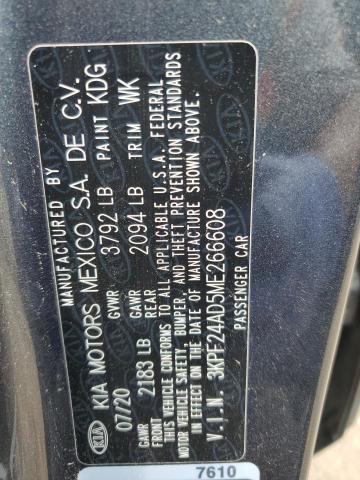 MANUFACTURED BY
KIA KIA MOTORS MEXICO S.A. DE C.V.
07/20 GVWR 3792 LB PAINT KDG
GAWR FRONT 2183 LB GAWR REAR 2094 LB TRIM WK
THIS VEHICLE CONFORMS TO ALL APPLICABLE U.S.A. FEDERAL
MOTOR VEHICLE SAFETY, BUMPER, AND THEFT PREVENTION STANDARDS
IN EFFECT ON THE DATE OF MANUFACTURE SHOWN ABOVE.
V.I.N. 3KPF24AD5ME266608
PASSENGER CAR
7610